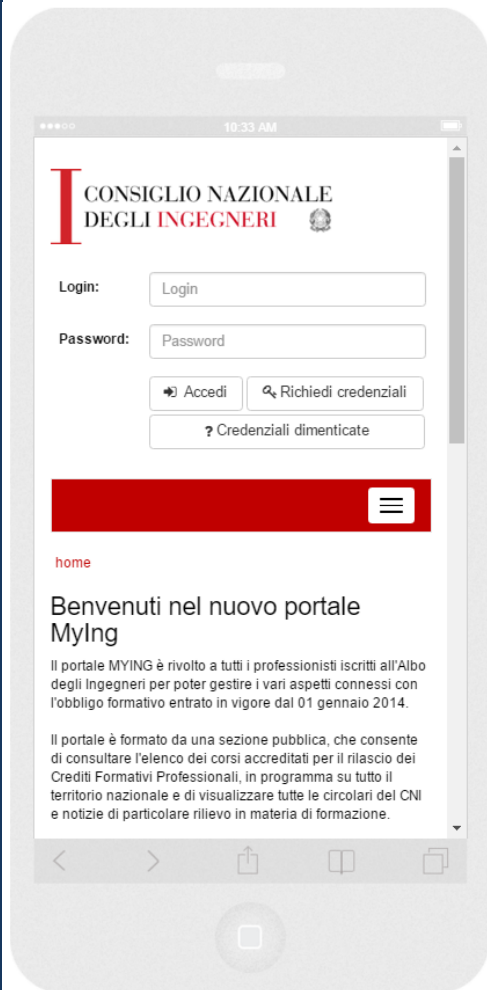 10:33 AM
CONSIGLIO NAZIONALE
DEGLI INGEGNERI
Login:
Login
Password:
Password
Accedi
Richiedi credenziali
? Credenziali dimenticate
home
Benvenuti nel nuovo portale
MyIng
Il portale MYING è rivolto a tutti i professionisti iscritti all'Albo
degli Ingegneri per poter gestire i vari aspetti connessi con
l'obbligo formativo entrato in vigore dal 01 gennaio 2014.
Il portale è formato da una sezione pubblica, che consente
di consultare l'elenco dei corsi accreditati per il rilascio dei
Crediti Formativi Professionali, in programma su tutto il
territorio nazionale e di visualizzare tutte le circolari del CNI
e notizie di particolare rilievo in materia di formazione.